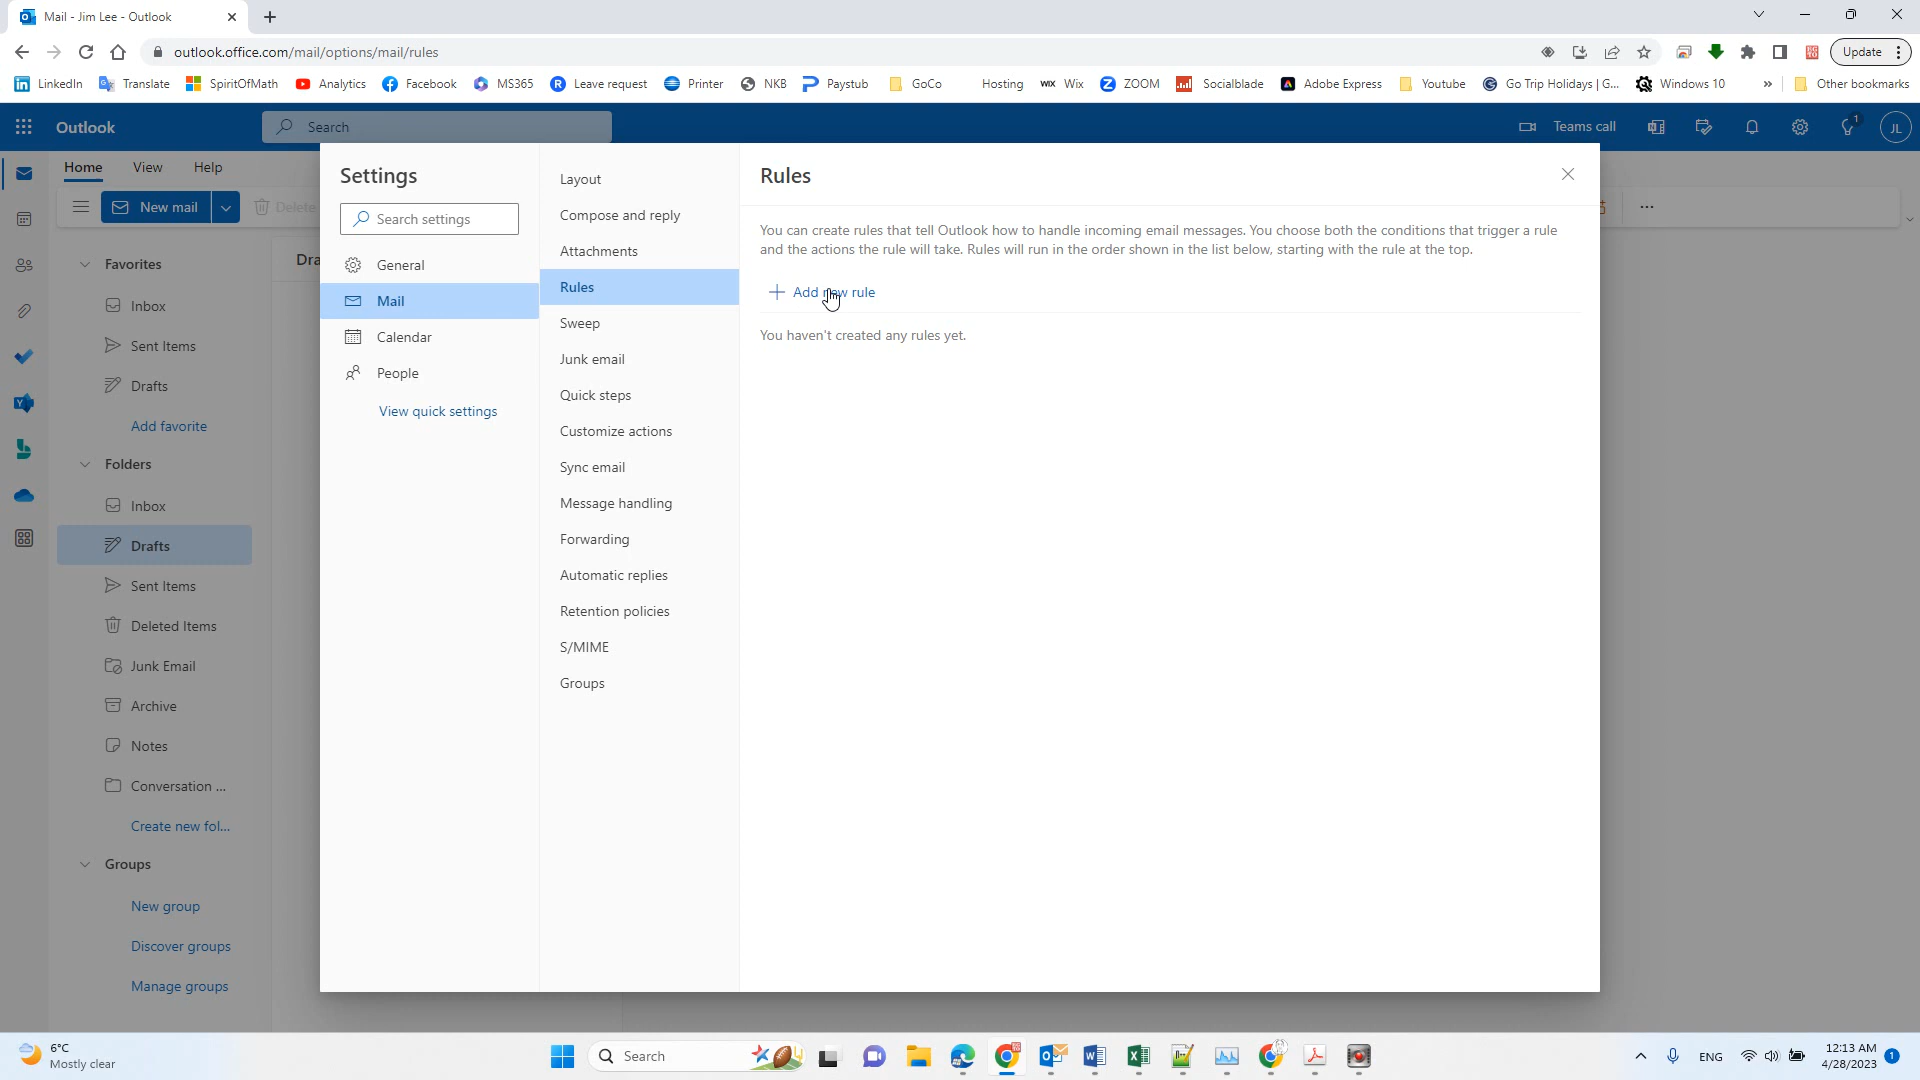 Mail - Jim Lee - Outlook
outlook.office.com/mail/options/mail/rules
Update
LinkedIn
Translate
SpiritOfMath
Analytics
Facebook
MS365
Leave request
Printer
NKB
Paystub
GoCo
Hosting
WIX Wix
ZOOM
Socialblade
Adobe Express
Youtube
Go Trip Holidays | G...
Windows 10
»
Other bookmarks
Outlook
Search
Teams call
1
JL
Home
View
Help
New mail
Delete
Favorites
Inbox
Sent Items
Drafts
Add favorite
Folders
Inbox
Drafts
Sent Items
Deleted Items
Junk Email
Archive
Notes
Conversation ...
Create new fol...
Groups
New group
Discover groups
Manage groups
Dra
Settings
Search settings
General
Mail
Calendar
People
View quick settings
Layout
Compose and reply
Attachments
Rules
Sweep
Junk email
Quick steps
Customize actions
Sync email
Message handling
Forwarding
Automatic replies
Retention policies
S/MIME
Groups
Rules
You can create rules that tell Outlook how to handle incoming email messages. You choose both the conditions that trigger a rule
and the actions the rule will take. Rules will run in the order shown in the list below, starting with the rule at the top.
Add new rule
You haven't created any rules yet.
6°C
Mostly clear
Search
ENG
12:13 AM
4/28/2023
1